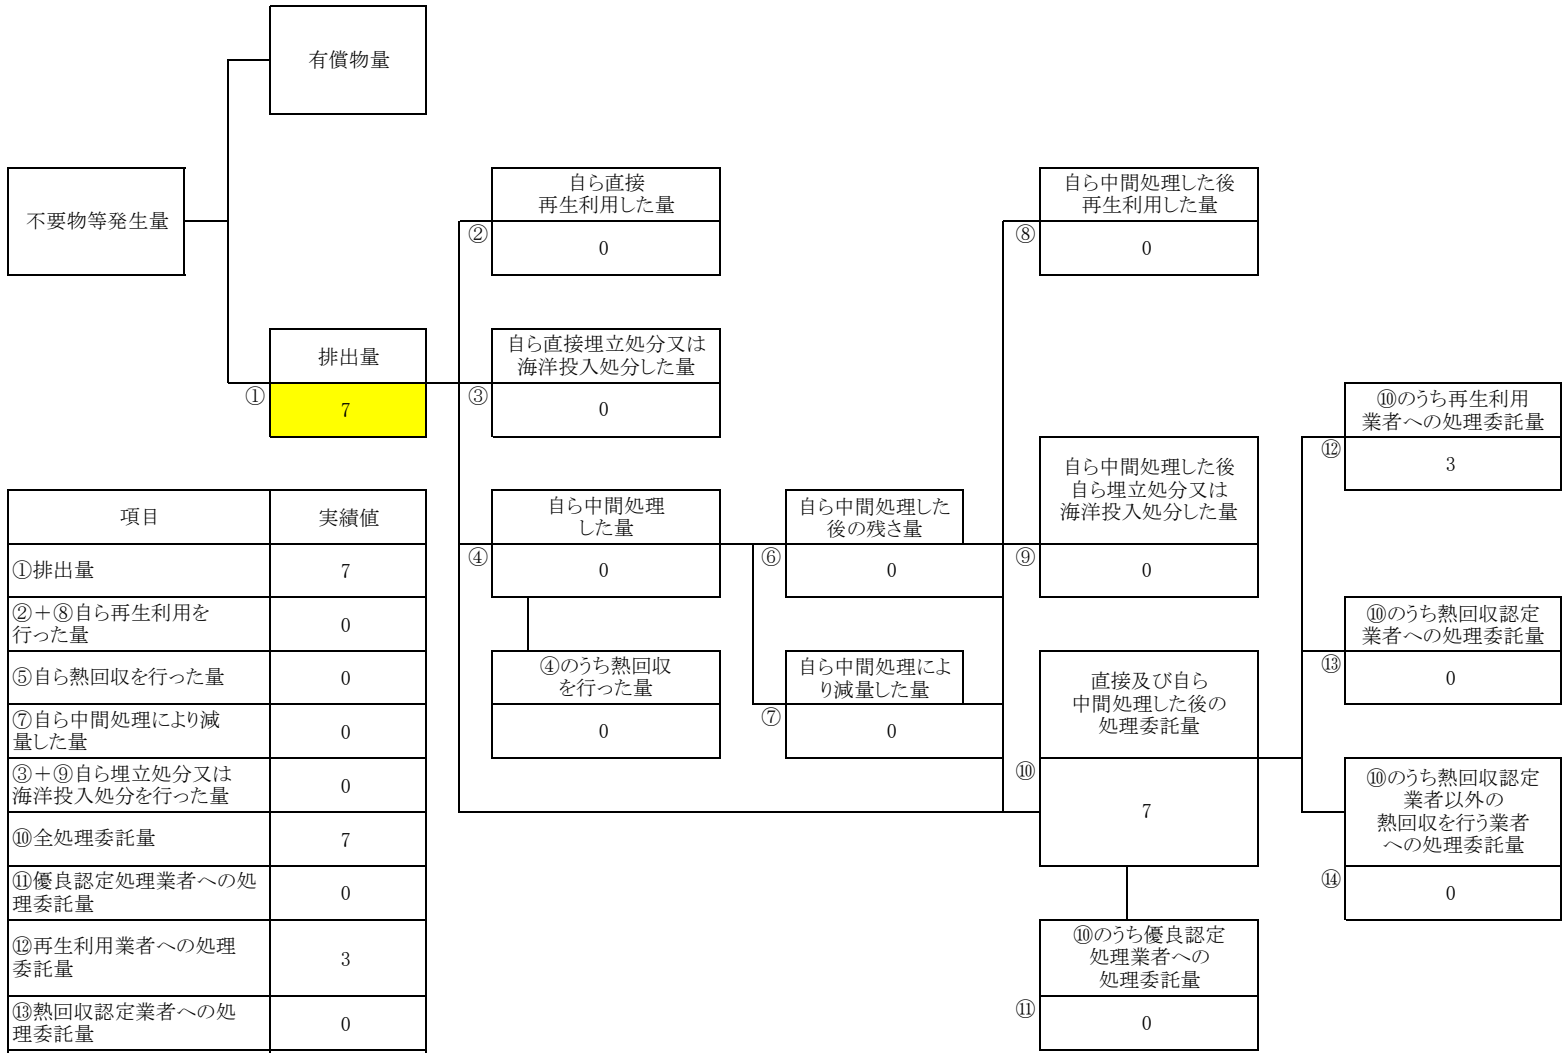 有償物量
不要物等発生量
排出量
①
7
自ら直接
再生利用した量
②
0
自ら直接埋立処分又は
海洋投入処分した量
③
0
自ら中間処理
した量
④
0
④のうち熱回収
を行った量
0
自ら中間処理した
後の残さ量
⑥
0
自ら中間処理によ
り減量した量
⑦
0
自ら中間処理した後
再生利用した量
⑧
0
自ら中間処理した後
自ら埋立処分又は
海洋投入処分した量
⑨
0
直接及び自ら
中間処理した後の
処理委託量
⑩
7
⑩のうち優良認定
処理業者への
処理委託量
⑪
0
⑩のうち再生利用
業者への処理委託量
⑫
3
⑩のうち熱回収認定
業者への処理委託量
⑬
0
⑩のうち熱回収認定
業者以外の
熱回収を行う業者
への処理委託量
⑭
0
項目 実績値
①排出量 7
②＋⑧自ら再生利用を
行った量 0
⑤自ら熱回収を行った量 0
⑦自ら中間処理により減
量した量 0
③＋⑨自ら埋立処分又は
海洋投入処分を行った量 0
⑩全処理委託量 7
⑪優良認定処理業者への処
理委託量 0
⑫再生利用業者への処理
委託量 3
⑬熱回収認定業者への処
理委託量 0